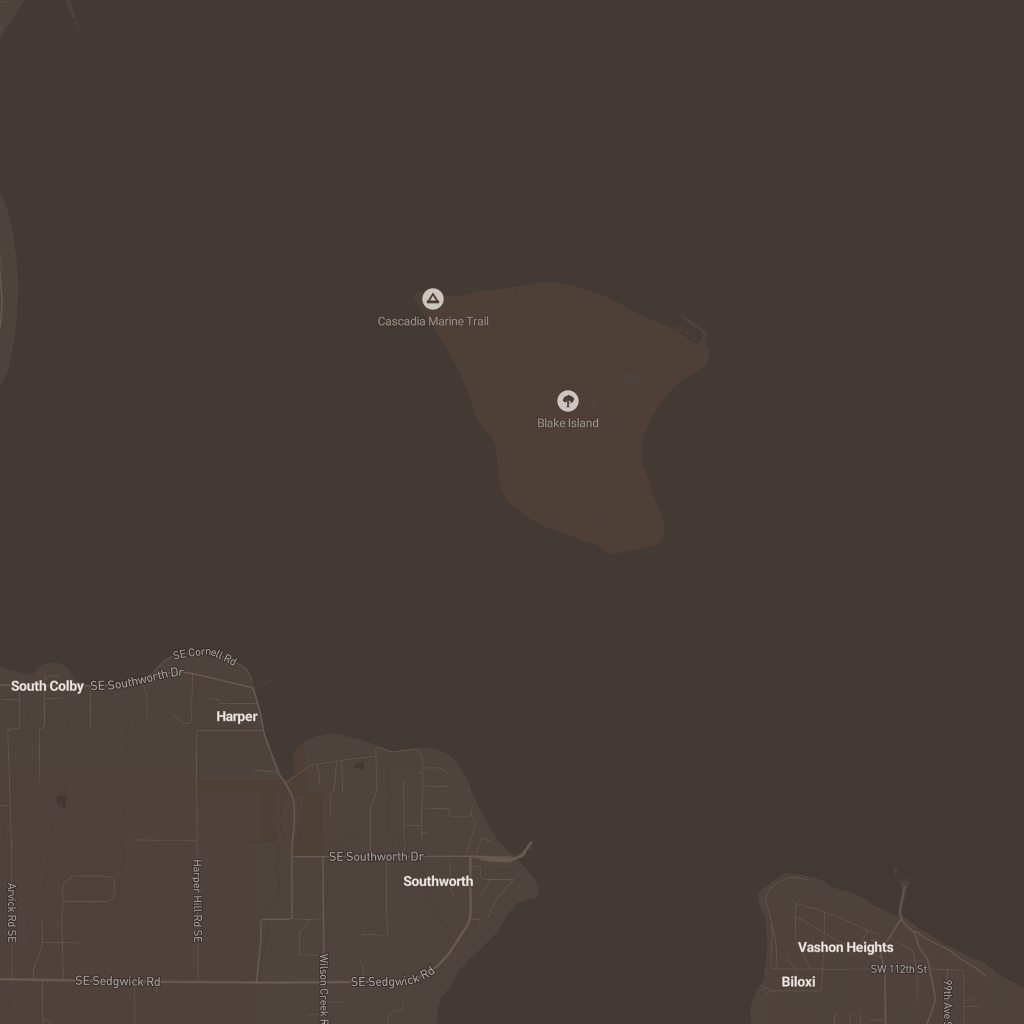 Cascadia Marine Trail
Blake Island
SE Cornell Rd
South Colby
SE Southworth Dr
Harper
SE Southworth Dr
Southworth
Arvick Rd SE
Harper Hill Rd SE
Vashon Heights
SW 112th St
Biloxi
SE Sedgwick Rd
SE Sedgwick Rd
Wilson Creek R
99th Ave S